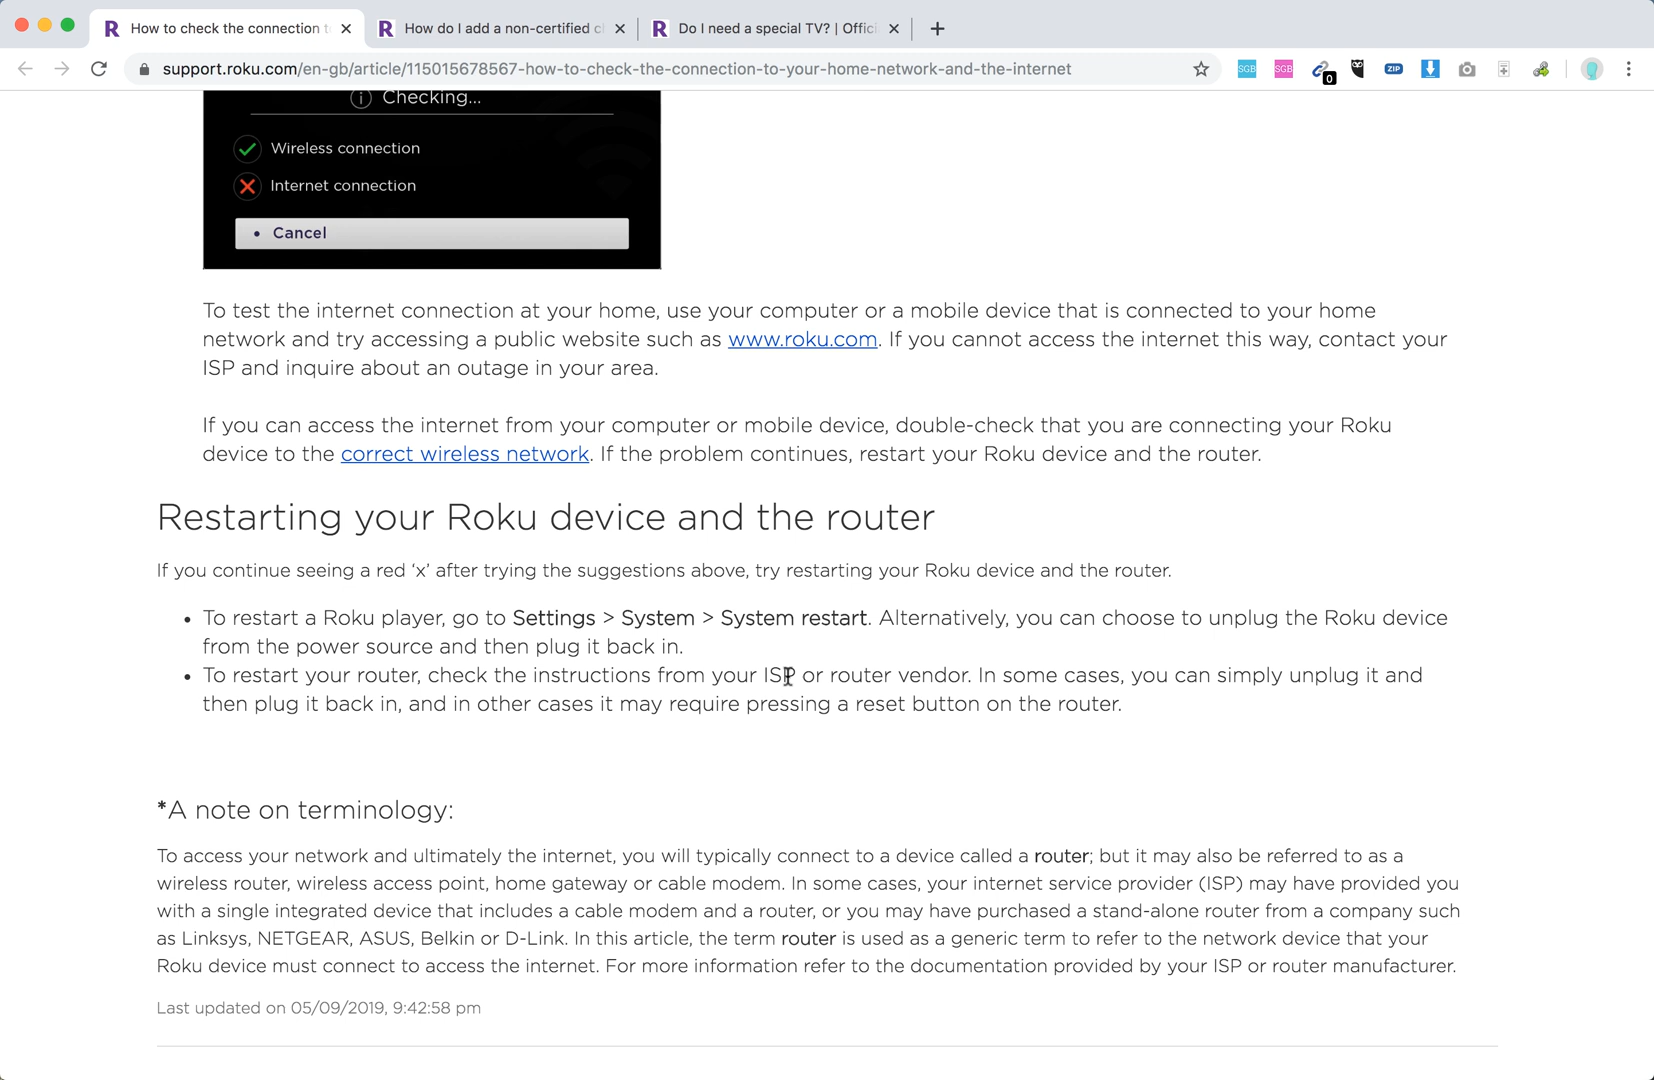 How to check the connection t
How do I add a non-certified c
Do I need a special TV? | Offici
support.roku.com/en-gb/article/115015678567-how-to-check-the-connection-to-your-home-network-and-the-internet
SGB
SGB
0
ZIP
Checking...
Wireless connection
Internet connection
• Cancel
To test the internet connection at your home, use your computer or a mobile device that is connected to your home
network and try accessing a public website such as www.roku.com. If you cannot access the internet this way, contact your
ISP and inquire about an outage in your area.
If you can access the internet from your computer or mobile device, double-check that you are connecting your Roku
device to the correct wireless network. If the problem continues, restart your Roku device and the router.
Restarting your Roku device and the router
If you continue seeing a red ‘x’ after trying the suggestions above, try restarting your Roku device and the router.
• To restart a Roku player, go to Settings > System > System restart. Alternatively, you can choose to unplug the Roku device
from the power source and then plug it back in.
• To restart your router, check the instructions from your ISP or router vendor. In some cases, you can simply unplug it and
then plug it back in, and in other cases it may require pressing a reset button on the router.
*A note on terminology:
To access your network and ultimately the internet, you will typically connect to a device called a router; but it may also be referred to as a
wireless router, wireless access point, home gateway or cable modem. In some cases, your internet service provider (ISP) may have provided you
with a single integrated device that includes a cable modem and a router, or you may have purchased a stand-alone router from a company such
as Linksys, NETGEAR, ASUS, Belkin or D-Link. In this article, the term router is used as a generic term to refer to the network device that your
Roku device must connect to access the internet. For more information refer to the documentation provided by your ISP or router manufacturer.
Last updated on 05/09/2019, 9:42:58 pm